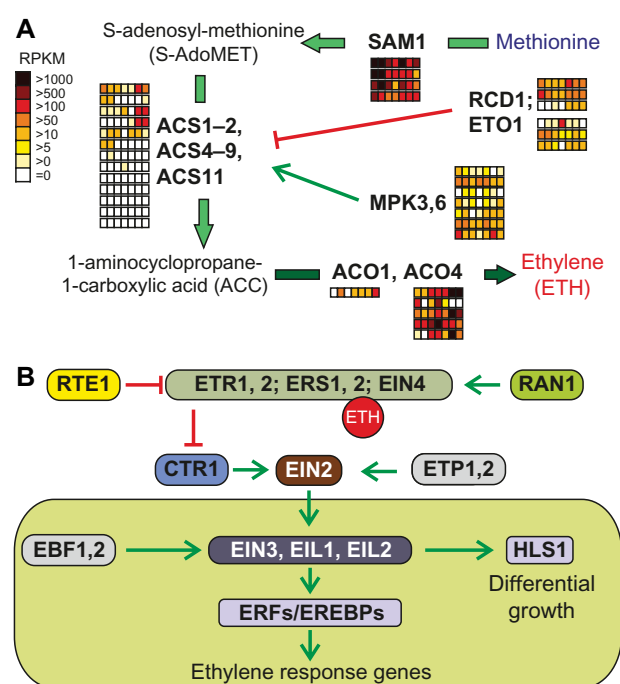 A
S-adenosyl-methionine
(S-AdoMET)
SAM1
Methionine
RPKM
>1000
>500
>100
>50
>10
>5
>0
=0
RCD1;
ETO1
ACS1–2,
ACS4–9,
ACS11
MPK3,6
1-aminocyclopropane-
1-carboxylic acid (ACC)
ACO1, ACO4
Ethylene
(ETH)
B
RTE1
ETR1, 2; ERS1, 2; EIN4
RAN1
ETH
CTR1
EIN2
ETP1,2
EBF1,2
EIN3, EIL1, EIL2
HLS1
Differential
growth
ERFs/EREBPs
Ethylene response genes